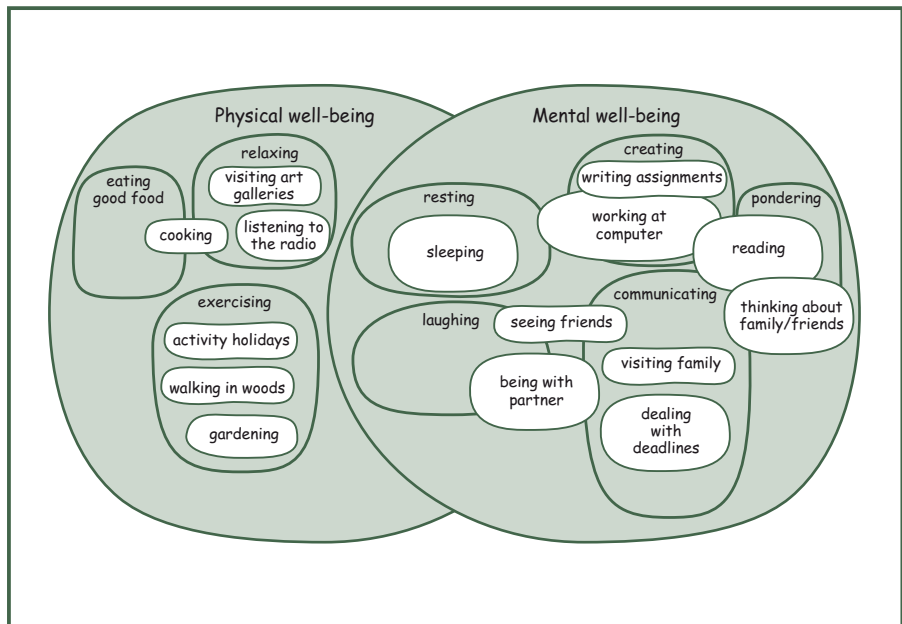 Physical well-being
Mental well-being
relaxing
visiting art
galleries
listening to
the radio
eating
good food
cooking
exercising
activity holidays
walking in woods
gardening
resting
sleeping
laughing
seeing friends
being with
partner
creating
writing assignments
working at
computer
pondering
reading
thinking about
family/friends
communicating
visiting family
dealing
with
deadlines